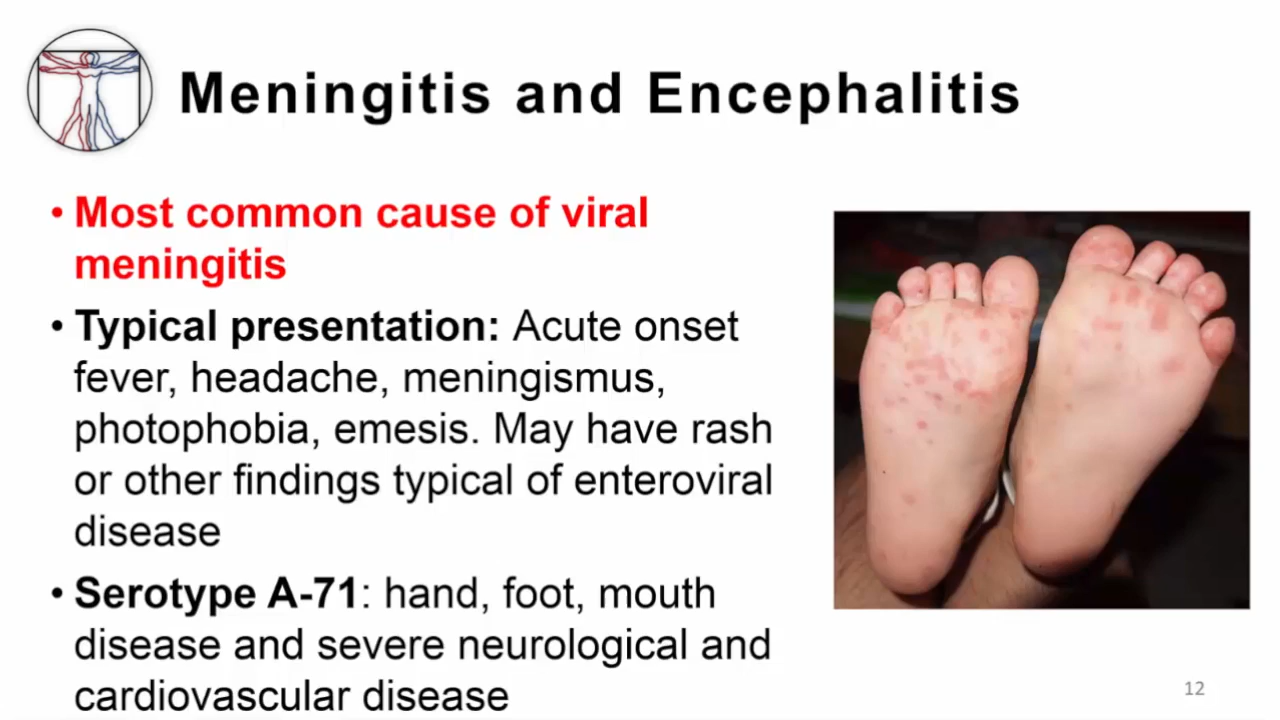 Meningitis and Encephalitis
• Most common cause of viral
meningitis
• Typical presentation: Acute onset
fever, headache, meningismus,
photophobia, emesis. May have rash
or other findings typical of enteroviral
disease
• Serotype A-71: hand, foot, mouth
disease and severe neurological and
cardiovascular disease
12